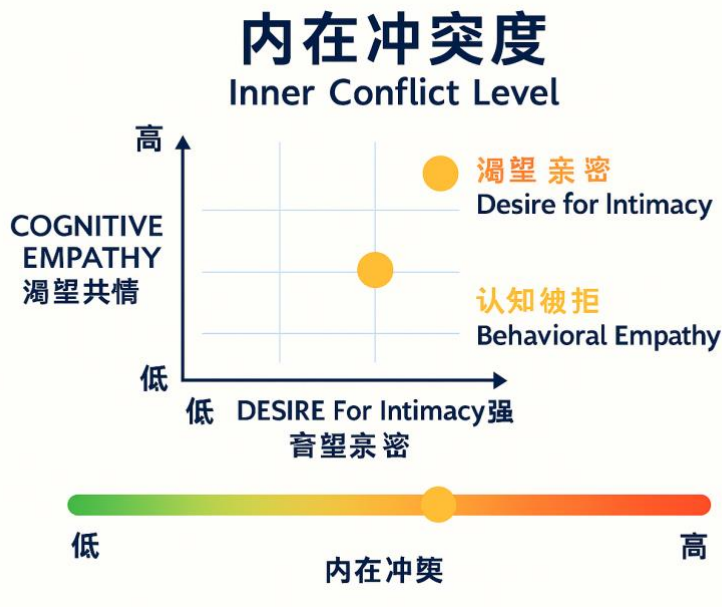 内在冲突度
Inner Conflict Level
高
COGNITIVE
EMPATHY
渴望共情
渴望 亲密
Desire for Intimacy
认知被拒
Behavioral Empathy
低
低 DESIRE For Intimacy强
望亲密
低
高
内在冲